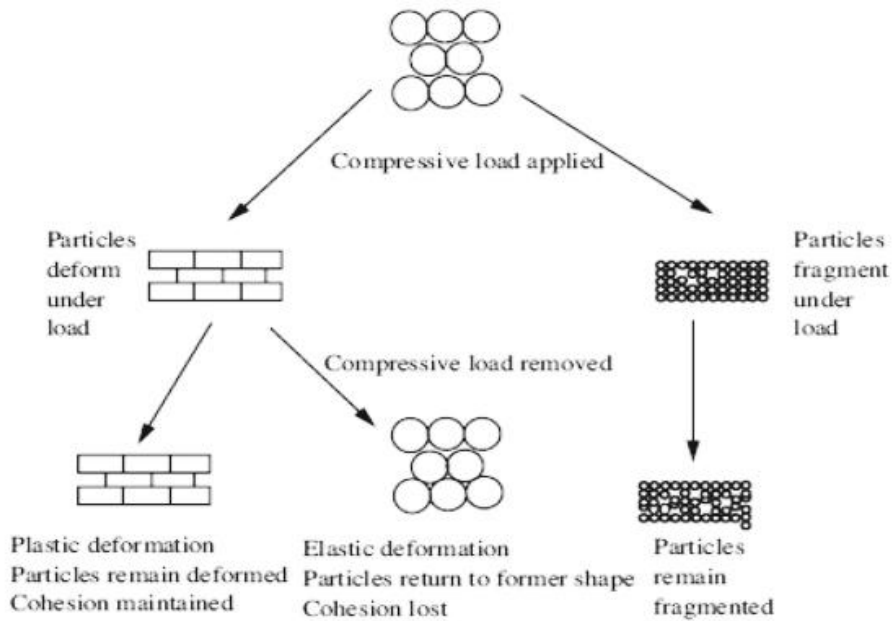 Compressive load applied
Particles
deform
under
load
Particles
fragment
under
load
Compressive load removed
Plastic deformation
Particles remain deformed
Cohesion maintained
Elastic deformation
Particles return to former shape
Cohesion lost
Particles
remain
fragmented